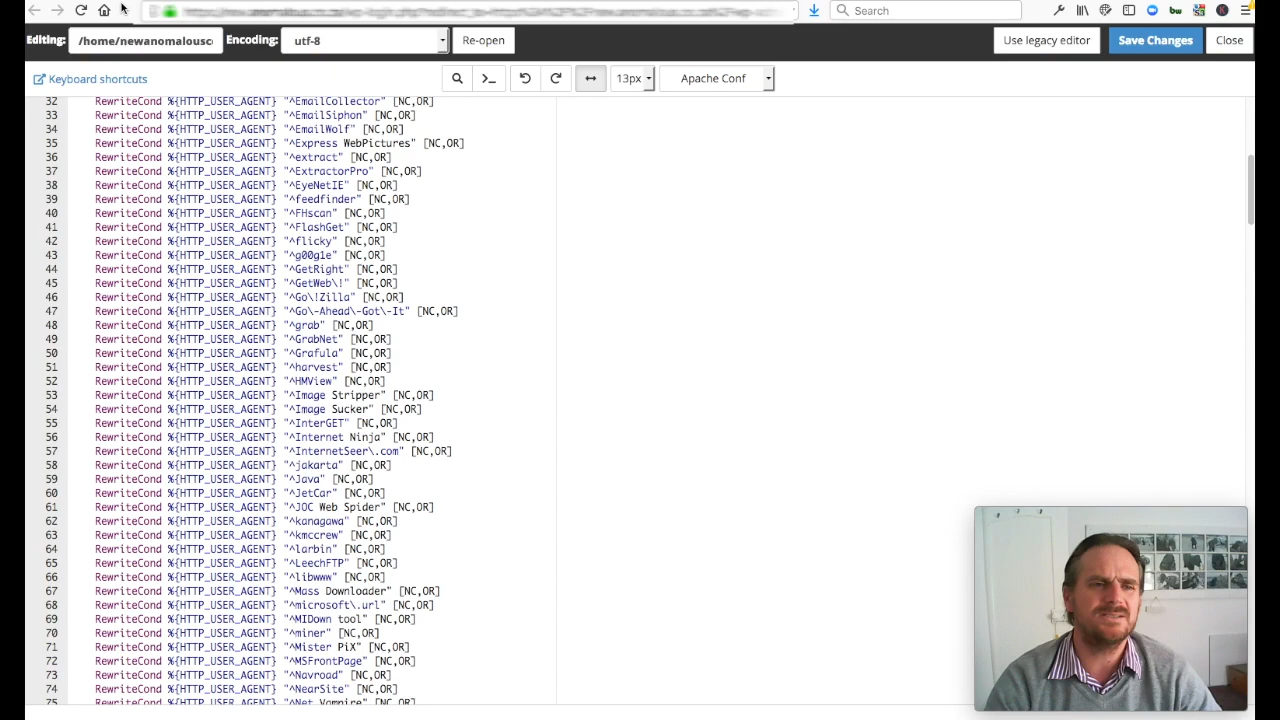 Search
Editing: /home/newanomalousc Encoding: utf-8 Re-open Use legacy editor Save Changes Close
Keyboard shortcuts 13px Apache Conf
32 RewriteCond %{HTTP_USER_AGENT} "^EmailCollector" [NC,OR]
33 RewriteCond %{HTTP_USER_AGENT} "^EmailSiphon" [NC,OR]
34 RewriteCond %{HTTP_USER_AGENT} "^EmailWolf" [NC,OR]
35 RewriteCond %{HTTP_USER_AGENT} "^Express WebPictures" [NC,OR]
36 RewriteCond %{HTTP_USER_AGENT} "^extract" [NC,OR]
37 RewriteCond %{HTTP_USER_AGENT} "^ExtractorPro" [NC,OR]
38 RewriteCond %{HTTP_USER_AGENT} "^EyeNetIE" [NC,OR]
39 RewriteCond %{HTTP_USER_AGENT} "^feedfinder" [NC,OR]
40 RewriteCond %{HTTP_USER_AGENT} "^FHscan" [NC,OR]
41 RewriteCond %{HTTP_USER_AGENT} "^FlashGet" [NC,OR]
42 RewriteCond %{HTTP_USER_AGENT} "^flicky" [NC,OR]
43 RewriteCond %{HTTP_USER_AGENT} "^g00g1e" [NC,OR]
44 RewriteCond %{HTTP_USER_AGENT} "^GetRight" [NC,OR]
45 RewriteCond %{HTTP_USER_AGENT} "^GetWeb\!" [NC,OR]
46 RewriteCond %{HTTP_USER_AGENT} "^Go\!Zilla" [NC,OR]
47 RewriteCond %{HTTP_USER_AGENT} "^Go\-Ahead\-Got\-It" [NC,OR]
48 RewriteCond %{HTTP_USER_AGENT} "^grab" [NC,OR]
49 RewriteCond %{HTTP_USER_AGENT} "^GrabNet" [NC,OR]
50 RewriteCond %{HTTP_USER_AGENT} "^Grafula" [NC,OR]
51 RewriteCond %{HTTP_USER_AGENT} "^harvest" [NC,OR]
52 RewriteCond %{HTTP_USER_AGENT} "^HMView" [NC,OR]
53 RewriteCond %{HTTP_USER_AGENT} "^Image Stripper" [NC,OR]
54 RewriteCond %{HTTP_USER_AGENT} "^Image Sucker" [NC,OR]
55 RewriteCond %{HTTP_USER_AGENT} "^InterGET" [NC,OR]
56 RewriteCond %{HTTP_USER_AGENT} "^Internet Ninja" [NC,OR]
57 RewriteCond %{HTTP_USER_AGENT} "^InternetSeer\.com" [NC,OR]
58 RewriteCond %{HTTP_USER_AGENT} "^jakarta" [NC,OR]
59 RewriteCond %{HTTP_USER_AGENT} "^Java" [NC,OR]
60 RewriteCond %{HTTP_USER_AGENT} "^JetCar" [NC,OR]
61 RewriteCond %{HTTP_USER_AGENT} "^JOC Web Spider" [NC,OR]
62 RewriteCond %{HTTP_USER_AGENT} "^kanagawa" [NC,OR]
63 RewriteCond %{HTTP_USER_AGENT} "^kmccrew" [NC,OR]
64 RewriteCond %{HTTP_USER_AGENT} "^larbin" [NC,OR]
65 RewriteCond %{HTTP_USER_AGENT} "^LeechFTP" [NC,OR]
66 RewriteCond %{HTTP_USER_AGENT} "^libwww" [NC,OR]
67 RewriteCond %{HTTP_USER_AGENT} "^Mass Downloader" [NC,OR]
68 RewriteCond %{HTTP_USER_AGENT} "^microsoft\.url" [NC,OR]
69 RewriteCond %{HTTP_USER_AGENT} "^MIDown tool" [NC,OR]
70 RewriteCond %{HTTP_USER_AGENT} "^miner" [NC,OR]
71 RewriteCond %{HTTP_USER_AGENT} "^Mister PiX" [NC,OR]
72 RewriteCond %{HTTP_USER_AGENT} "^MSFrontPage" [NC,OR]
73 RewriteCond %{HTTP_USER_AGENT} "^Navroad" [NC,OR]
74 RewriteCond %{HTTP_USER_AGENT} "^NearSite" [NC,OR]
75 RewriteCond %{HTTP_USER_AGENT} "^Net Vampire" [NC,OR]